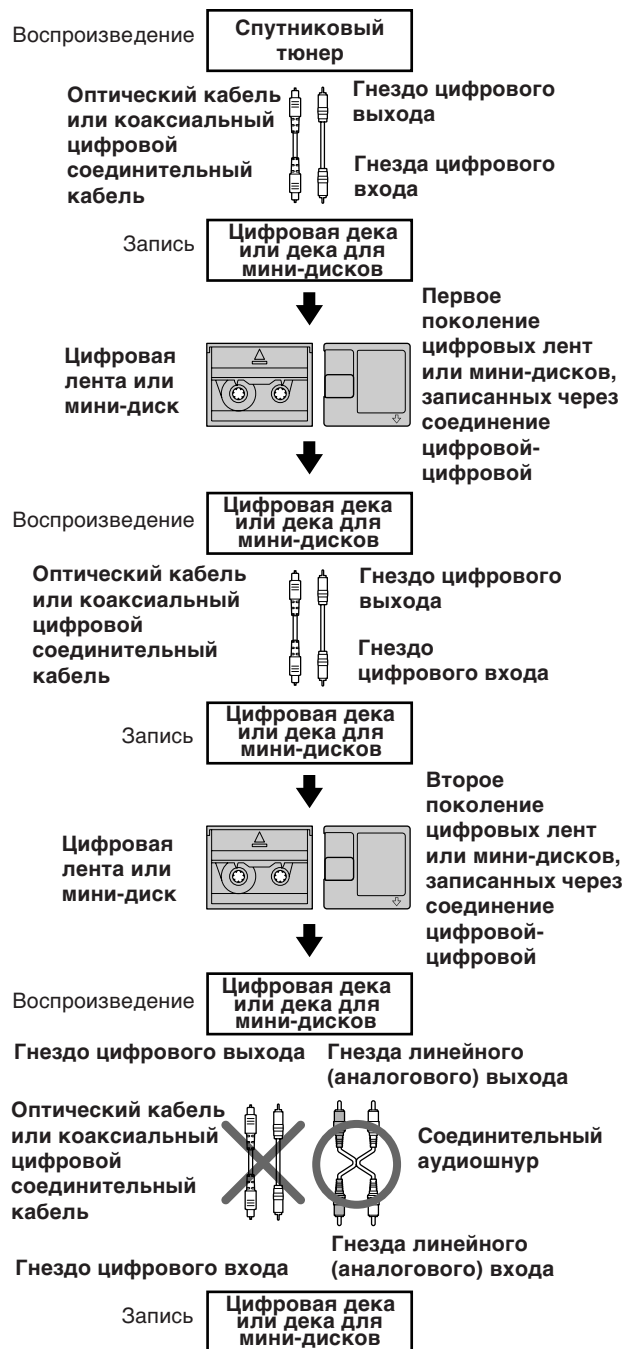 Воспроизведение
Спутниковый
тюнер
Оптический кабель
или коаксиальный
цифровой
соединительный
кабель
Гнездо цифрового
выхода
Гнезда цифрового
входа
Запись
Цифровая дека
или дека для
мини-дисков
Цифровая
лента или
мини-диск
Первое
поколение
цифровых лент
или мини-дисков,
записанных через
соединение
цифровой-
цифровой
Воспроизведение
Цифровая дека
или дека для
мини-дисков
Оптический кабель
или коаксиальный
цифровой
соединительный
кабель
Гнездо цифрового
выхода
Гнездо
цифрового входа
Запись
Цифровая дека
или дека для
мини-дисков
Цифровая
лента или
мини-диск
Второе
поколение
цифровых лент
или мини-дисков,
записанных через
соединение
цифровой-
цифровой
Воспроизведение
Цифровая дека
или дека для
мини-дисков
Гнездо цифрового выхода
Гнезда линейного
(аналогового) выхода
Оптический кабель
или коаксиальный
цифровой
соединительный
кабель
Соединительный
аудиошнур
Гнездо цифрового входа
Гнезда линейного
(аналогового) входа
Запись
Цифровая дека
или дека для
мини-дисков